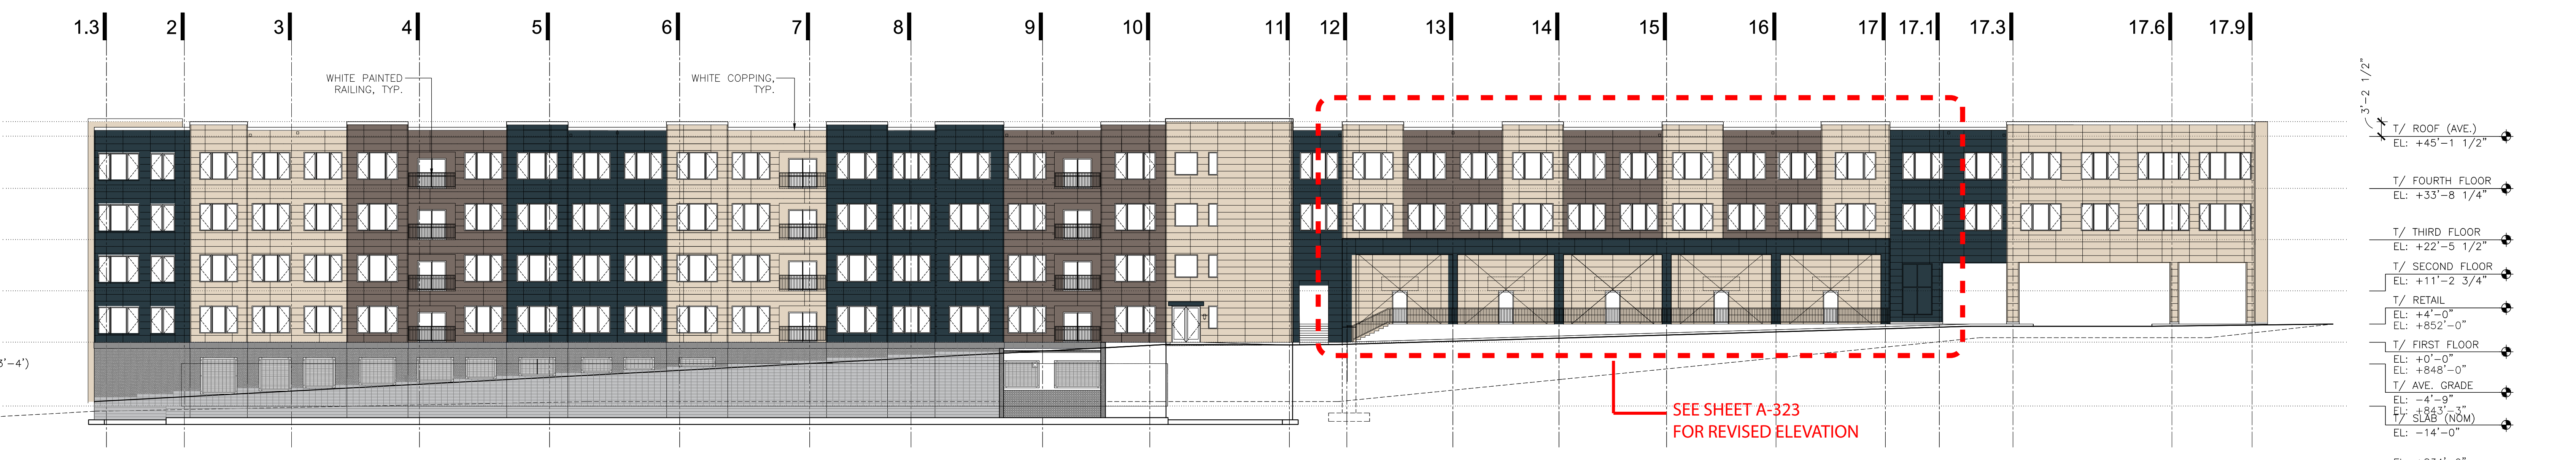 1.3 2 3 4 5 6 7 8 9 10 11 12 13 14 15 16 17 17.1 17.3 17.6 17.9
WHITE PAINTED
RAILING, TYP.
WHITE COPPING,
TYP.
3'-2 1/2"
T/ ROOF (AVE.)
EL: +45'-1 1/2"
T/ FOURTH FLOOR
EL: +33'-8 1/4"
T/ THIRD FLOOR
EL: +22'-5 1/2"
T/ SECOND FLOOR
EL: +11'-2 3/4"
T/ RETAIL
EL: +4'-0"
EL: +852'-0"
T/ FIRST FLOOR
EL: +0'-0"
EL: +848'-0"
T/ AVE. GRADE
EL: -4'-9"
EL: +843'-3"
T/ SLAB (NOM)
EL: -14'-0"
3'-4")
SEE SHEET A-323
FOR REVISED ELEVATION